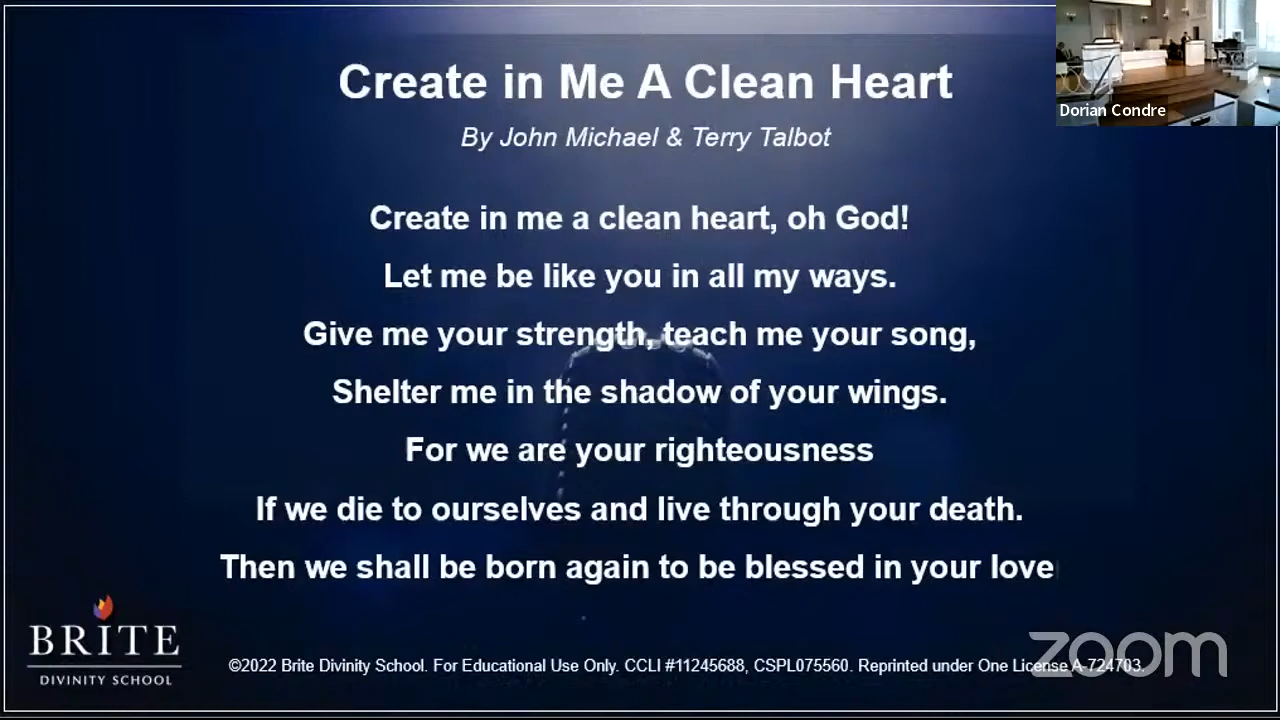 Create in Me A Clean Heart
Dorian Condre
By John Michael & Terry Talbot
Create in me a clean heart, oh God!
Let me be like you in all my ways.
Give me your strength, teach me your song,
Shelter me in the shadow of your wings.
For we are your righteousness
If we die to ourselves and live through your death.
Then we shall be born again to be blessed in your love
BRITE
DIVINITY SCHOOL
©2022 Brite Divinity School. For Educational Use Only. CCLI #11245688, CSPL075560. Reprinted under One License A-724703.
zoom